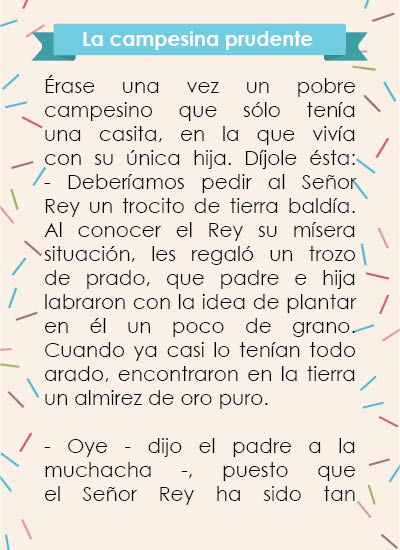 La campesina prudente
Érase una vez un pobre
campesino que sólo tenía
una casita, en la que vivía
con su única hija. Díjole ésta:
- Deberíamos pedir al Señor
Rey un trocito de tierra baldía.
Al conocer el Rey su mísera
situación, les regaló un trozo
de prado, que padre e hija
labraron con la idea de plantar
en él un poco de grano.
Cuando ya casi lo tenían todo
arado, encontraron en la tierra
un almirez de oro puro.
- Oye - dijo el padre a la
muchacha -, puesto que
el Señor Rey ha sido tan